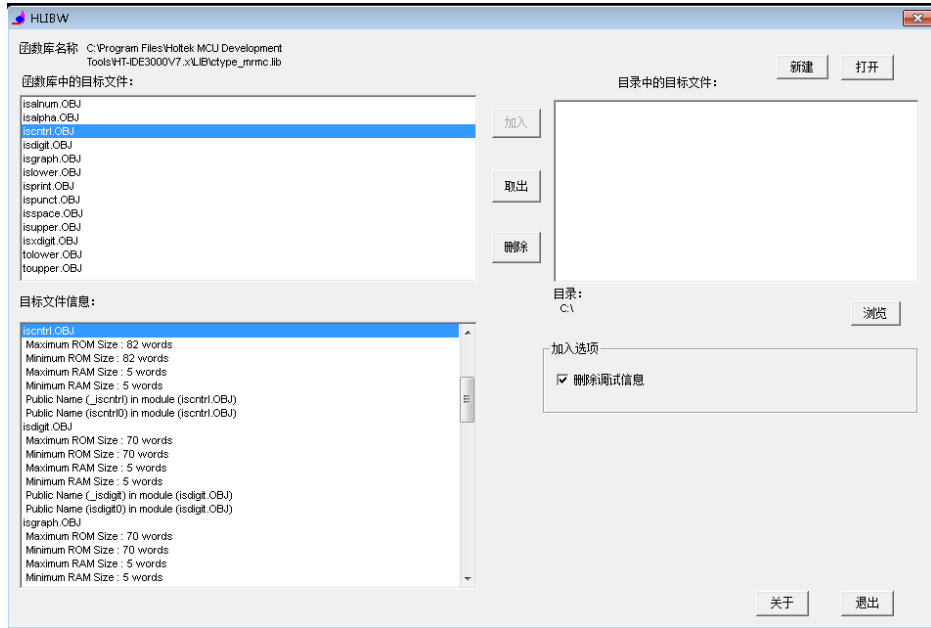 HLIBW
函数库名称 C:\Program Files\Holtek MCU Development
Tools\HT-IDE3000V7.x\LIB\ctype_mrmc.lib
新建
打开
函数库中的目标文件：
目录中的目标文件：
isalnum.OBJ
isalpha.OBJ
iscntrl.OBJ
isdigit.OBJ
isgraph.OBJ
islower.OBJ
isprint.OBJ
ispunct.OBJ
isspace.OBJ
isupper.OBJ
isxdigit.OBJ
tolower.OBJ
toupper.OBJ
加入
取出
删除
目录：
C:\
浏览
目标文件信息：
iscntrl.OBJ
Maximum ROM Size : 82 words
Minimum ROM Size : 82 words
Maximum RAM Size : 5 words
Minimum RAM Size : 5 words
Public Name (_iscntrl) in module (iscntrl.OBJ)
Public Name (iscntrl0) in module (iscntrl.OBJ)
isdigit.OBJ
Maximum ROM Size : 70 words
Minimum ROM Size : 70 words
Maximum RAM Size : 5 words
Minimum RAM Size : 5 words
Public Name (_isdigit) in module (isdigit.OBJ)
Public Name (isdigit0) in module (isdigit.OBJ)
isgraph.OBJ
Maximum ROM Size : 70 words
Minimum ROM Size : 70 words
Maximum RAM Size : 5 words
Minimum RAM Size : 5 words
加入选项
删除调试信息
关于
退出